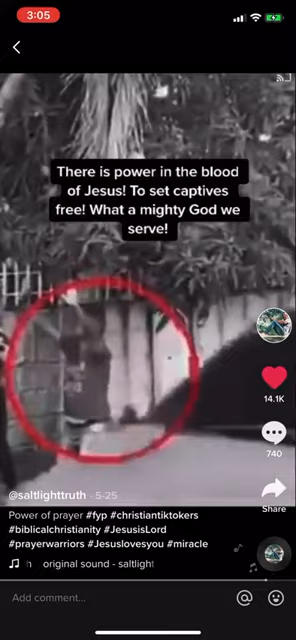 3:05
There is power in the blood
of Jesus! To set captives
free! What a mighty God we
serve!
14.1K
740
Share
@saltlighttruth · 5-25
Power of prayer #fyp #christiantiktokers
#biblicalchristianity #JesusisLord
#prayerwarriors #Jesuslovesyou #miracle
h original sound - saltlight
Add comment...